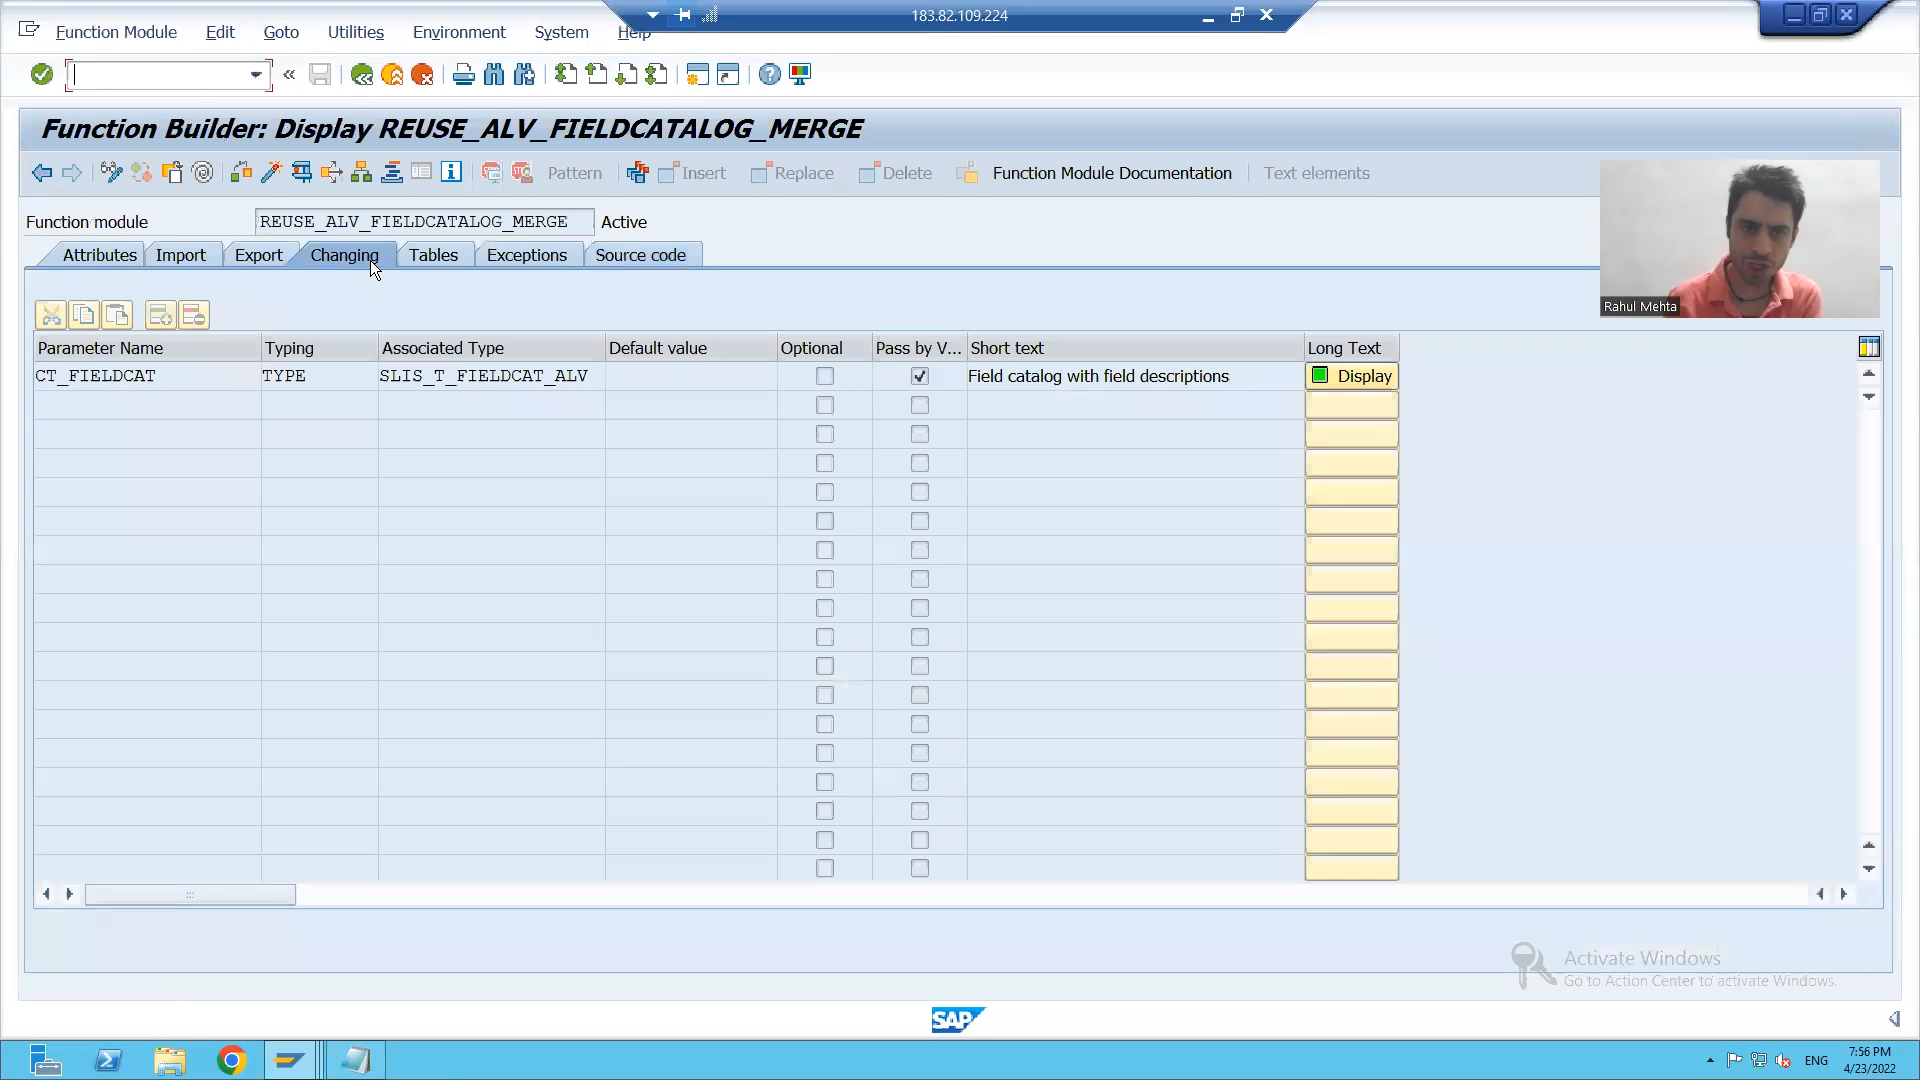 183.82.109.224
Function Module Edit Goto Utilities Environment System Help
Function Builder: Display REUSE_ALV_FIELDCATALOG_MERGE
Pattern Insert Replace Delete Function Module Documentation Text elements
Function module REUSE_ALV_FIELDCATALOG_MERGE Active
Attributes Import Export Changing Tables Exceptions Source code
Rahul Mehta
Parameter Name Typing Associated Type Default value Optional Pass by V... Short text Long Text
CT_FIELDCAT TYPE SLIS_T_FIELDCAT_ALV Field catalog with field descriptions Display
Activate Windows
Go to Action Center to activate Windows.
SAP
ENG
7:56 PM
4/23/2022